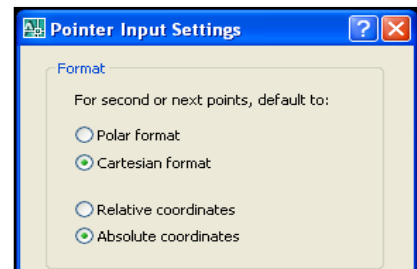 Pointer Input Settings
Format
For second or next points, default to:
Polar format
Cartesian format
Relative coordinates
Absolute coordinates